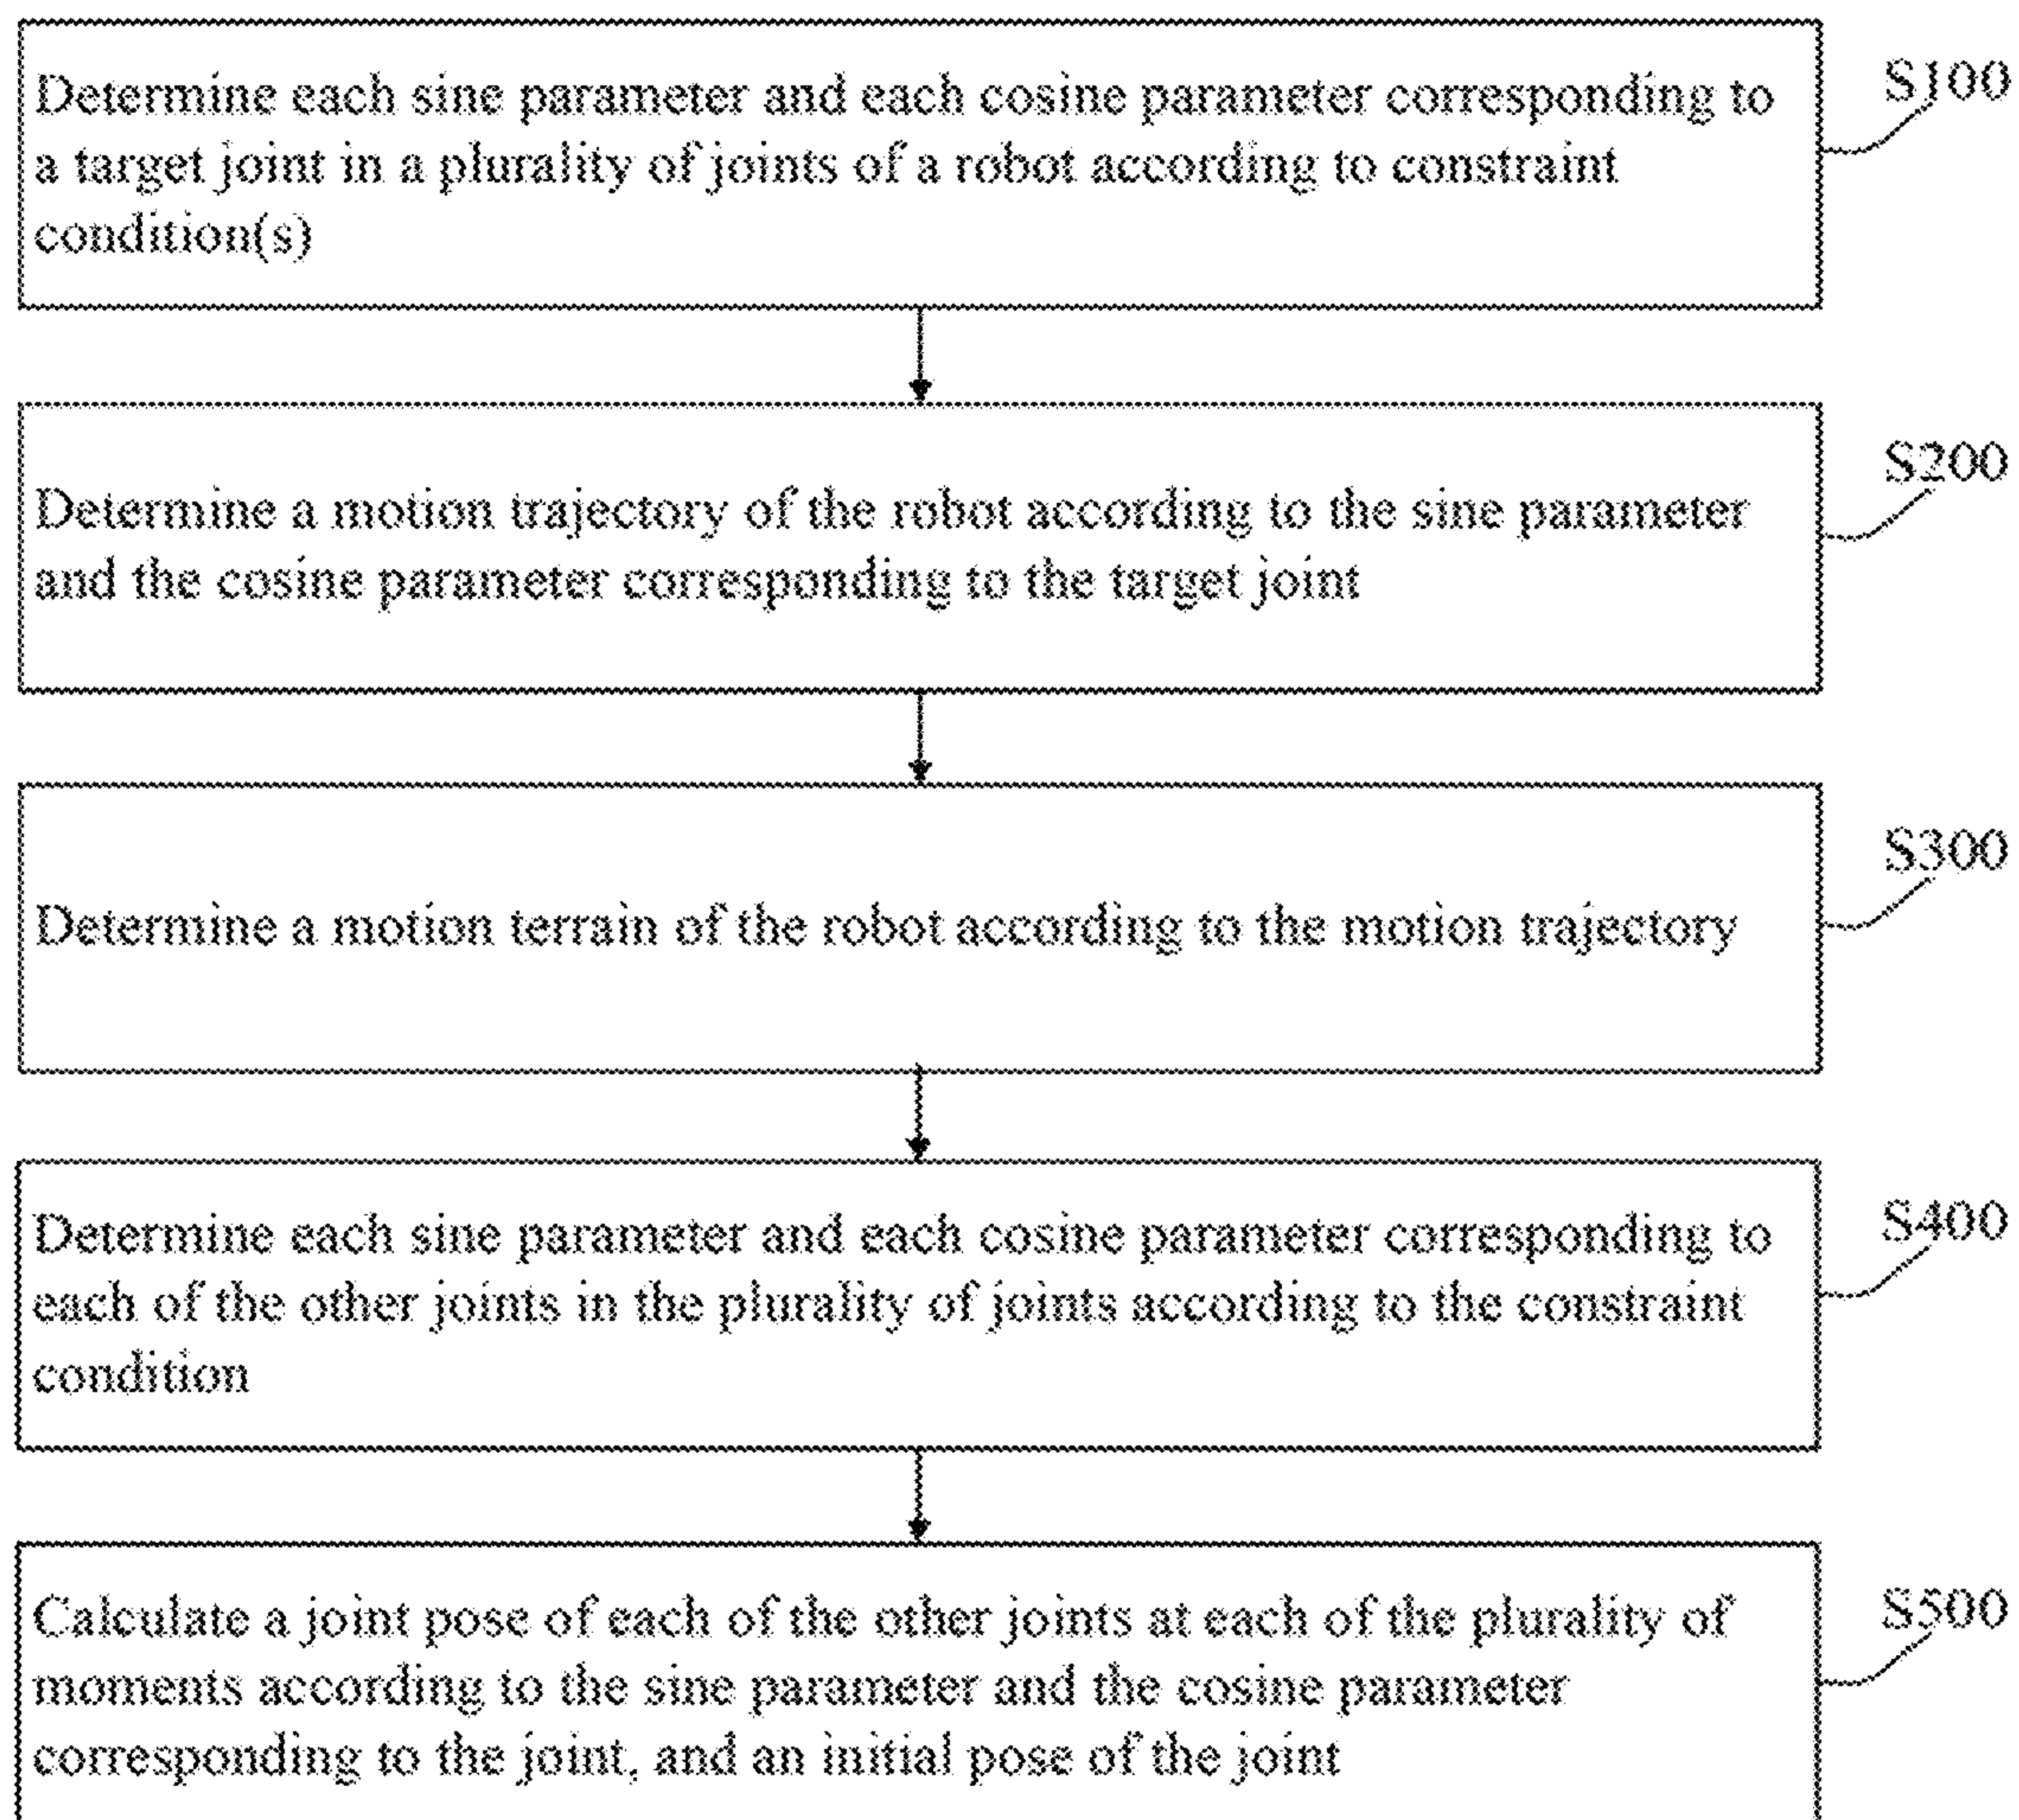 Determine each sine parameter and each cosine parameter corresponding to
a target joint in a plurality of joints of a robot according to constraint
condition(s)
S100
Determine a motion trajectory of the robot according to the sine parameter
and the cosine parameter corresponding to the target joint
S200
Determine a motion terrain of the robot according to the motion trajectory
S300
Determine each sine parameter and each cosine parameter corresponding to
each of the other joints in the plurality of joints according to the constraint
condition
S400
Calculate a joint pose of each of the other joints at each of the plurality of
moments according to the sine parameter and the cosine parameter
corresponding to the joint, and an initial pose of the joint
S500